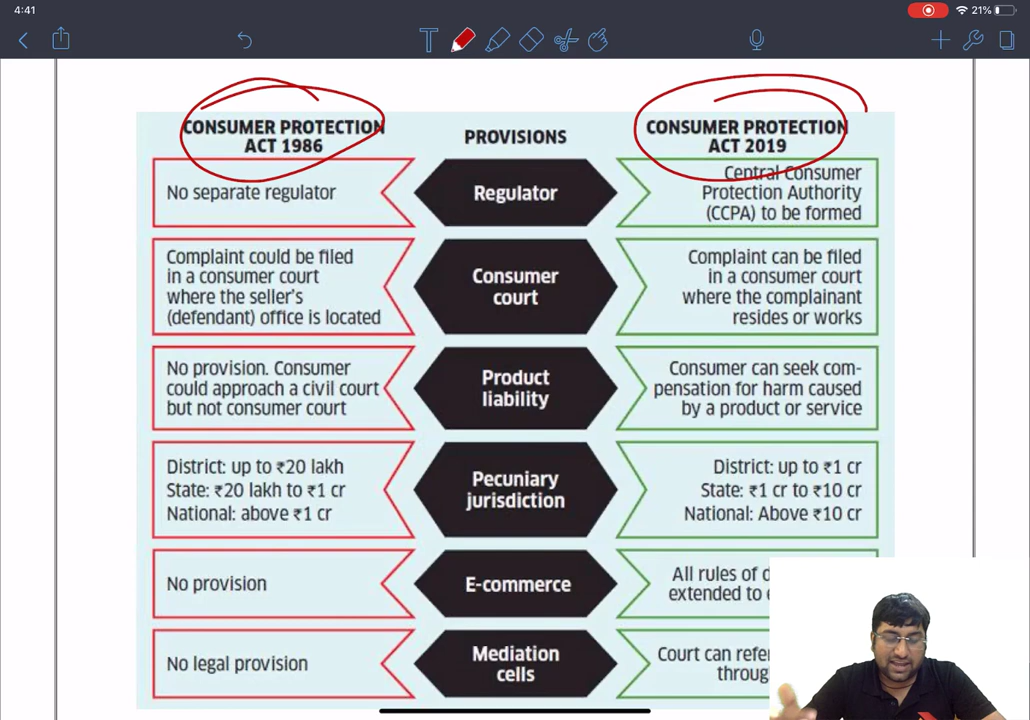 4:41
21%
T
CONSUMER PROTECTION
ACT 1986
PROVISIONS
CONSUMER PROTECTION
ACT 2019
No separate regulator
Regulator
Central Consumer
Protection Authority
(CCPA) to be formed
Complaint could be filed
in a consumer court
where the seller's
(defendant) office is located
Consumer
court
Complaint can be filed
in a consumer court
where the complainant
resides or works
No provision. Consumer
could approach a civil court
but not consumer court
Product
liability
Consumer can seek com-
pensation for harm caused
by a product or service
District: up to ₹20 lakh
State: ₹20 lakh to ₹1 cr
National: above ₹1 cr
Pecuniary
jurisdiction
District: up to ₹1 cr
State: ₹1 cr to ₹10 cr
National: Above ₹10 cr
No provision
E-commerce
All rules of
extended to
No legal provision
Mediation
cells
Court can refer